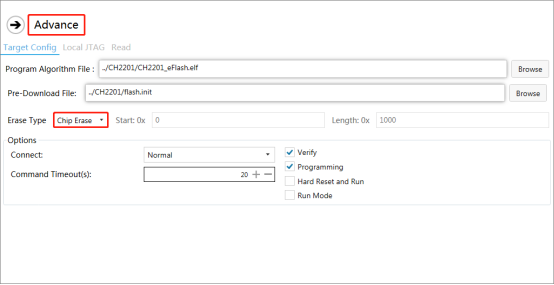 Advance
Target Config Local JTAG Read
Program Algorithm File : ../CH2201/CH2201_eFlash.elf Browse
Pre-Download File: ../CH2201/flash.init Browse
Erase Type Chip Erase Start: 0x 0 Length: 0x 1000
Options
Connect: Normal Verify
Programming
Command Timeout(s): 20 + −
Hard Reset and Run
Run Mode